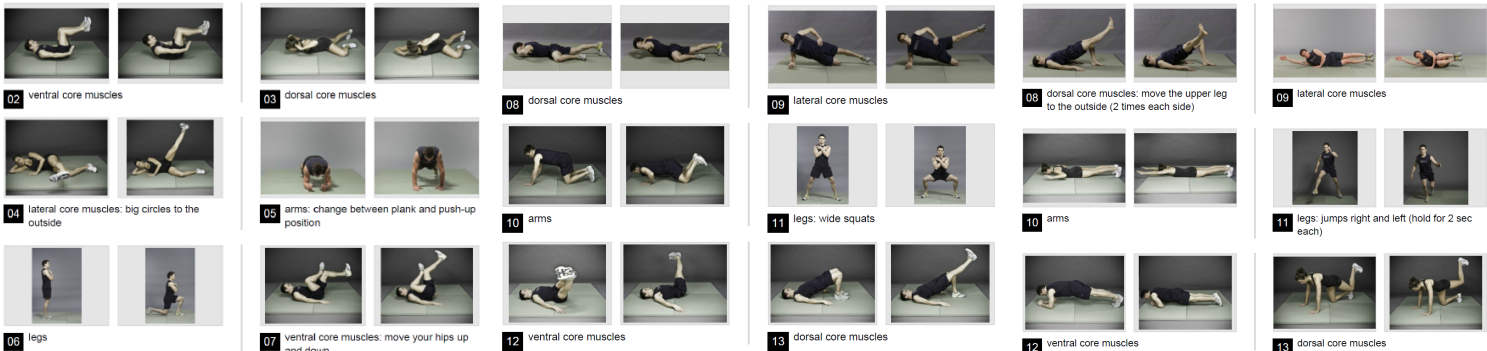 02 ventral core muscles
03 dorsal core muscles
08 dorsal core muscles
09 lateral core muscles
08 dorsal core muscles: move the upper leg
to the outside (2 times each side)
09 lateral core muscles
04 lateral core muscles: big circles to the
outside
05 arms: change between plank and push-up
position
10 arms
11 legs: wide squats
10 arms
11 legs: jumps right and left (hold for 2 sec
each)
06 legs
07 ventral core muscles: move your hips up
and down
12 ventral core muscles
13 dorsal core muscles
12 ventral core muscles
13 dorsal core muscles